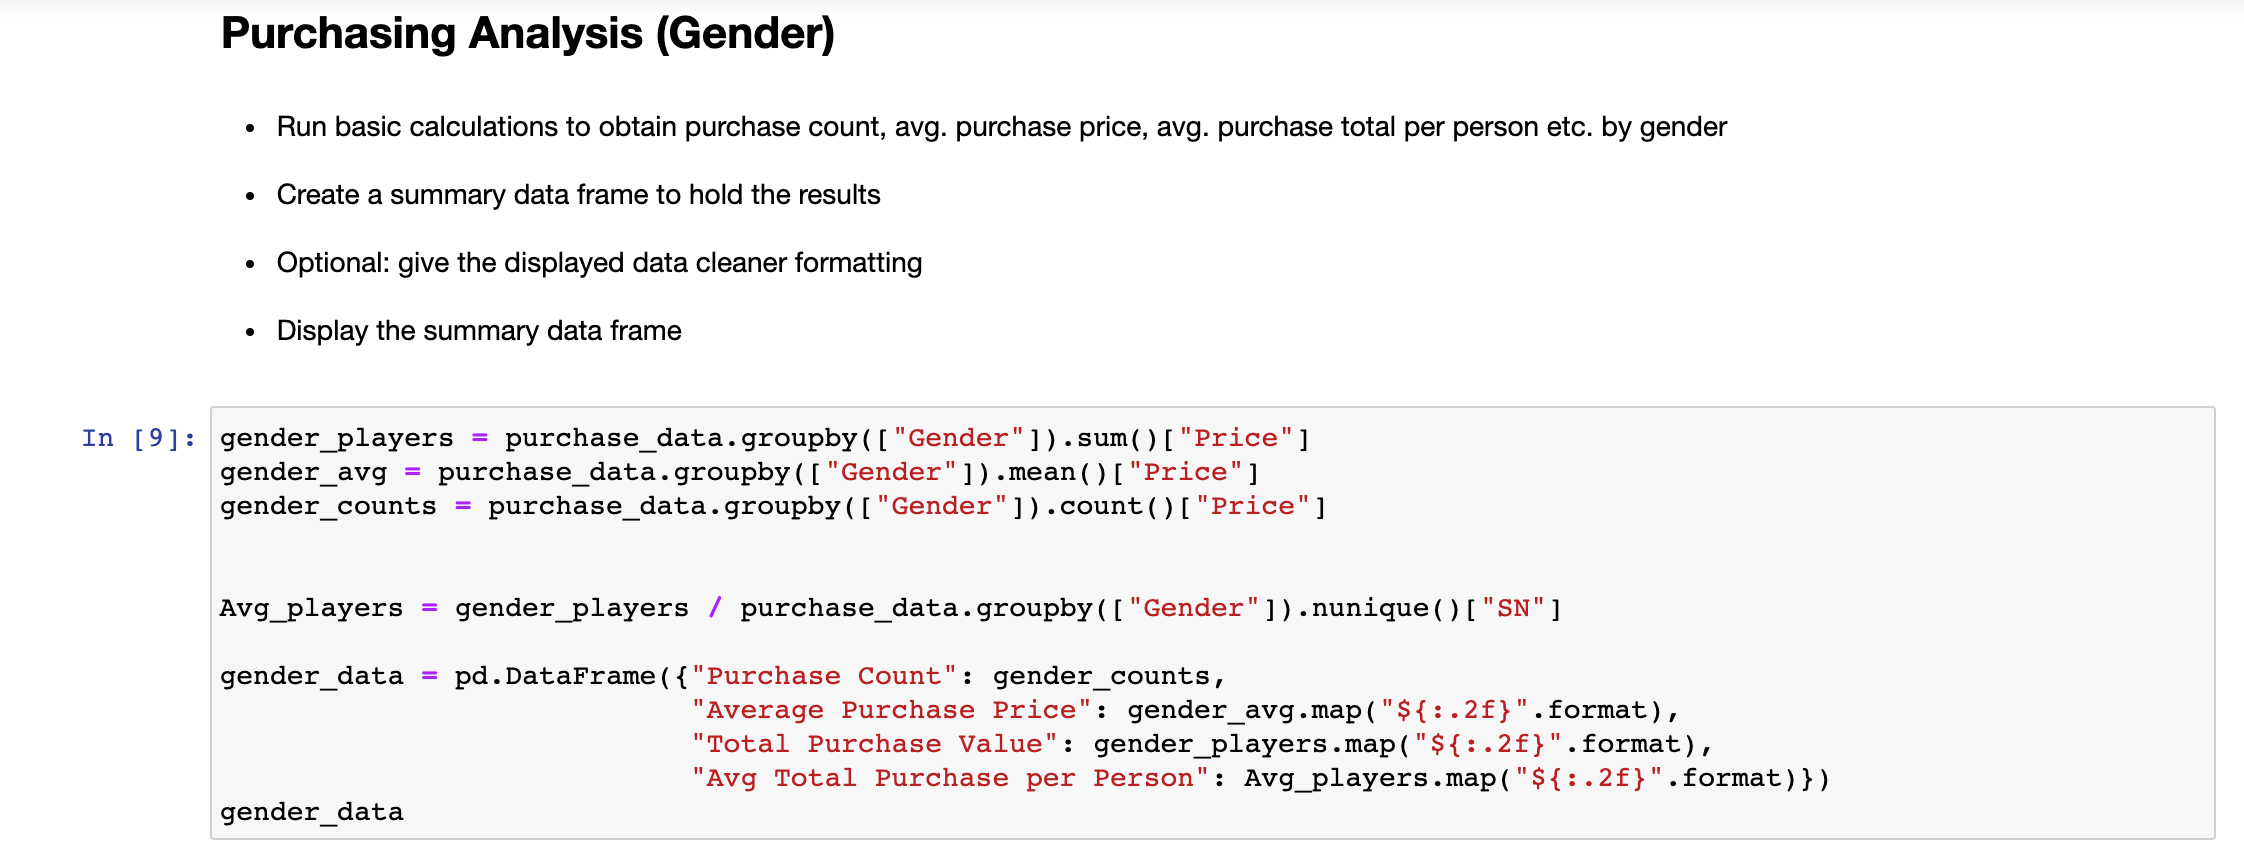 Purchasing Analysis (Gender)
• Run basic calculations to obtain purchase count, avg. purchase price, avg. purchase total per person etc. by gender
• Create a summary data frame to hold the results
• Optional: give the displayed data cleaner formatting
• Display the summary data frame
In [9]: gender_players = purchase_data.groupby(["Gender"]).sum()["Price"]
gender_avg = purchase_data.groupby(["Gender"]).mean()["Price"]
gender_counts = purchase_data.groupby(["Gender"]).count()["Price"]
Avg_players = gender_players / purchase_data.groupby(["Gender"]).nunique()["SN"]
gender_data = pd.DataFrame({"Purchase Count": gender_counts,
"Average Purchase Price": gender_avg.map("${:.2f}".format),
"Total Purchase Value": gender_players.map("${:.2f}".format),
"Avg Total Purchase per Person": Avg_players.map("${:.2f}".format)})
gender_data